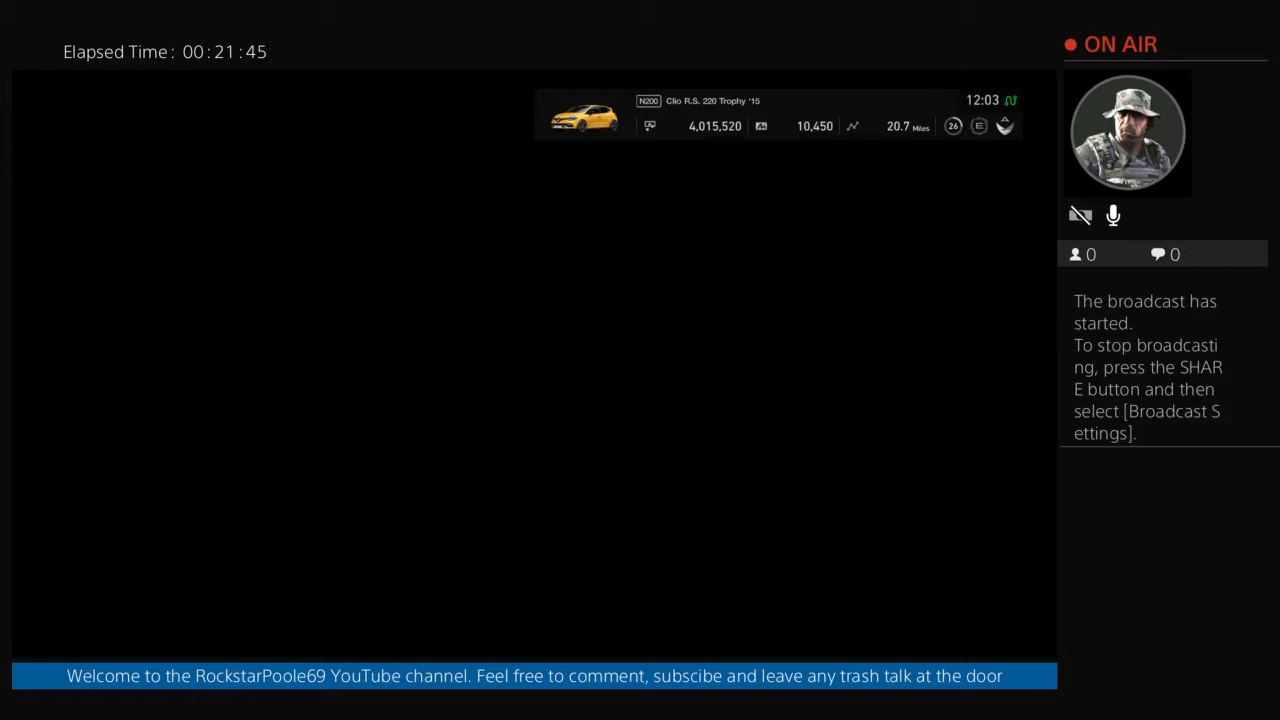 Elapsed Time: 00:21:45
ON AIR
N200 Clio R.S. 220 Trophy '15
12:03
4,015,520 10,450 20.7 Miles 26 E
0 0
The broadcast has
started.
To stop broadcasti
ng, press the SHAR
E button and then
select [Broadcast S
ettings].
Welcome to the RockstarPoole69 YouTube channel. Feel free to comment, subscibe and leave any trash talk at the door